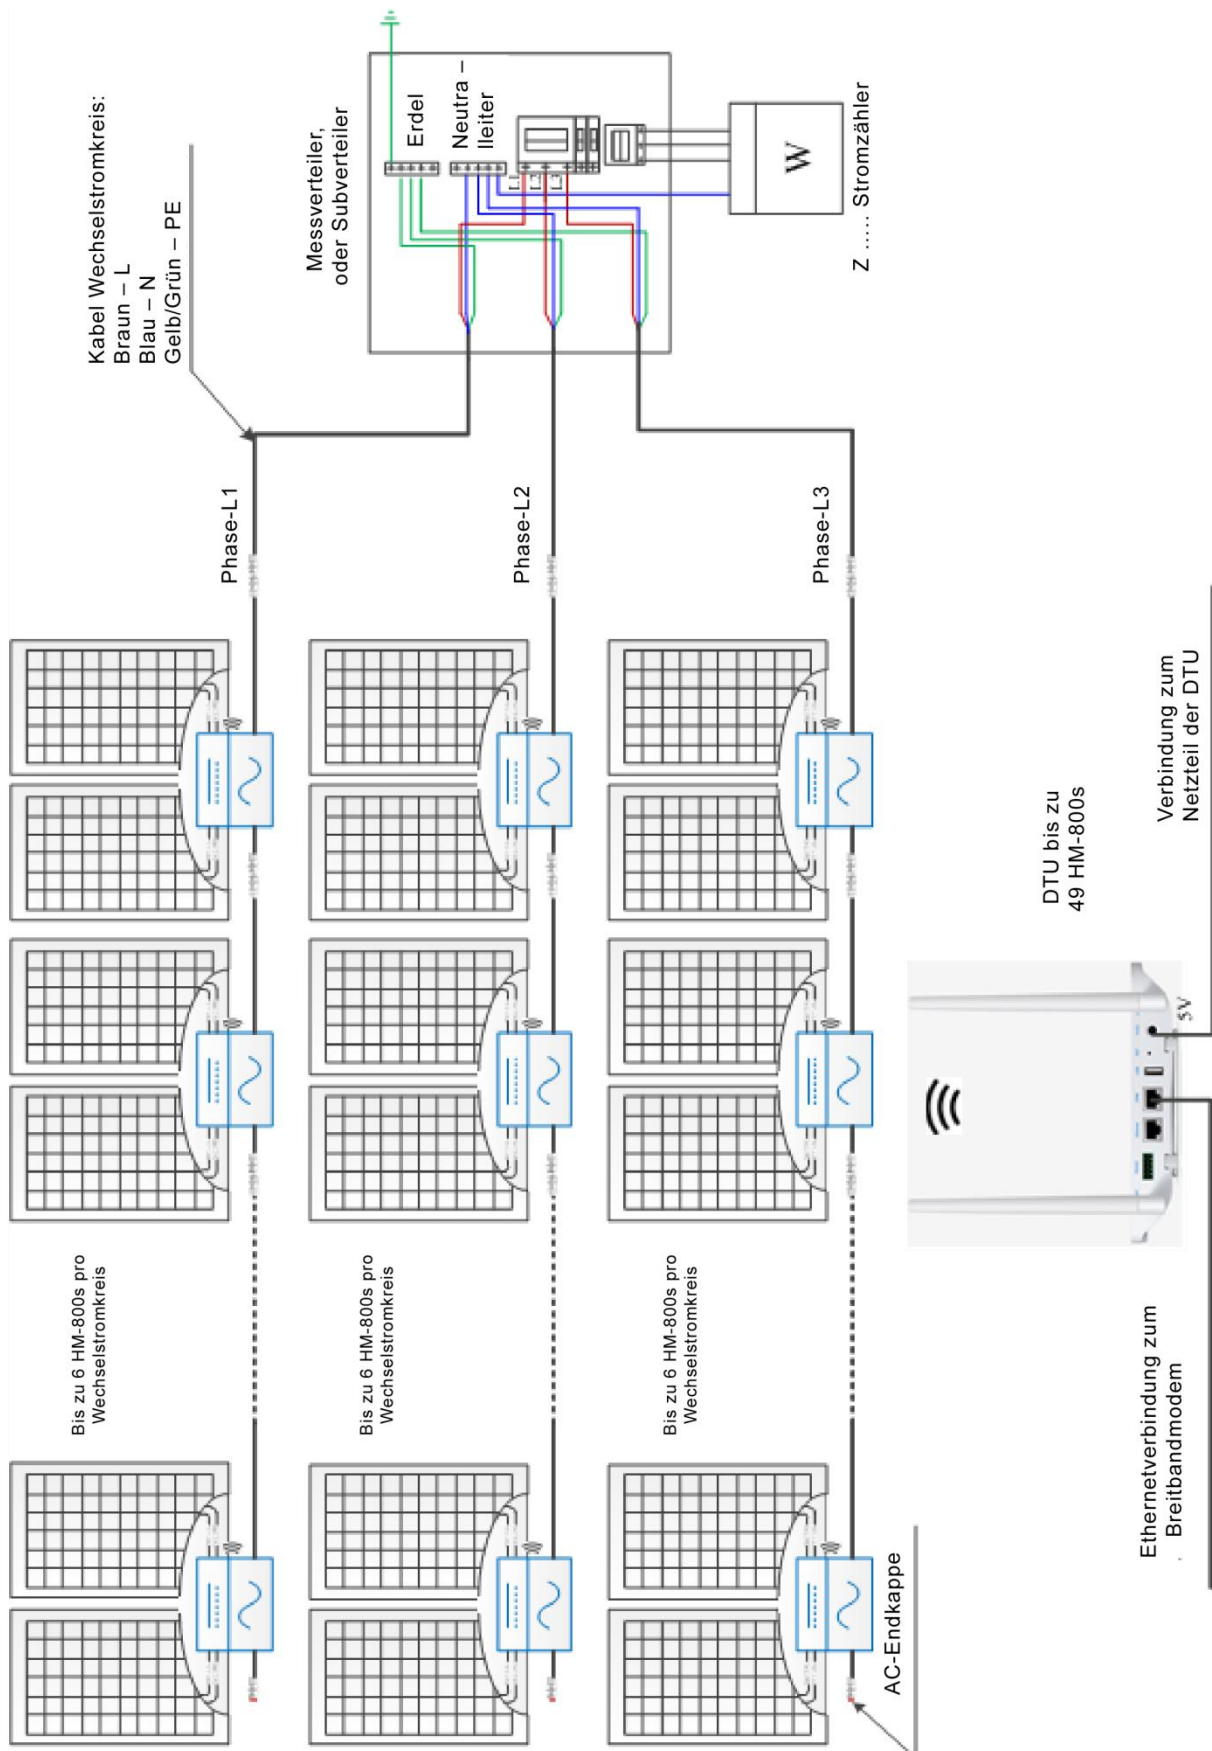 Kabel Wechselstromkreis:
Braun – L
Blau – N
Gelb/Grün – PE
Messverteiler,
oder Subverteiler
Erdel
Neutra –
lleiter
L1
L2
L3
W
Z ..... Stromzähler
Phase-L1
Phase-L2
Phase-L3
Bis zu 6 HM-800s pro
Wechselstromkreis
Bis zu 6 HM-800s pro
Wechselstromkreis
Bis zu 6 HM-800s pro
Wechselstromkreis
AC-Endkappe
DTU bis zu
49 HM-800s
5V
Verbindung zum
Netzteil der DTU
Ethernetverbindung zum
. Breitbandmodem